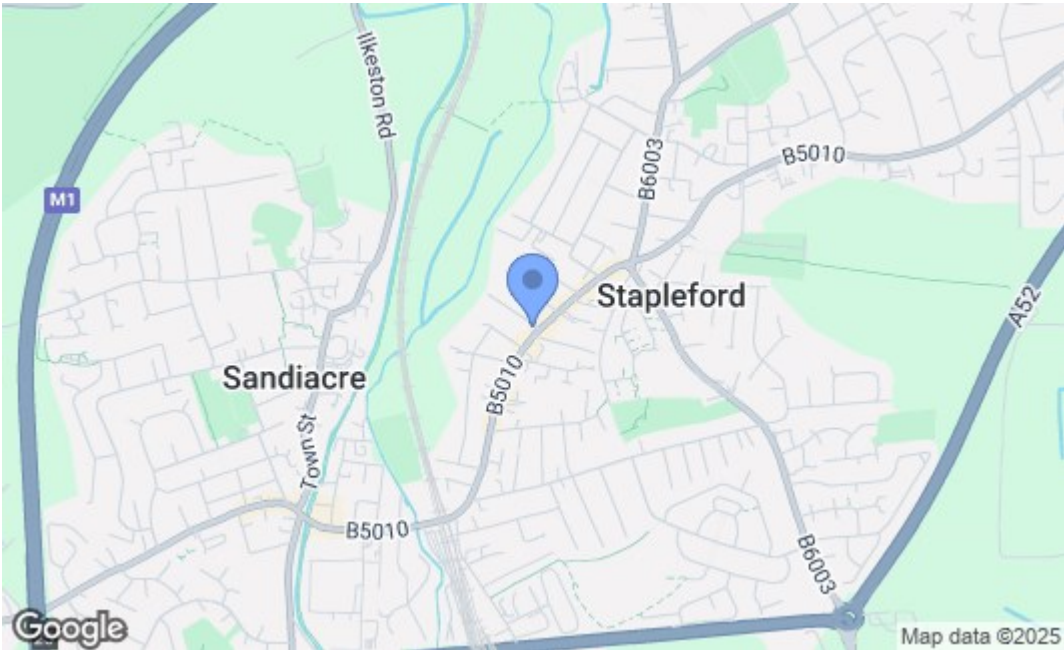 Ilkeston Rd
M1
B6003
B5010
Stapleford
A52
Sandiacre
B5010
Town St
B5010
B6003
Google
Map data ©2025